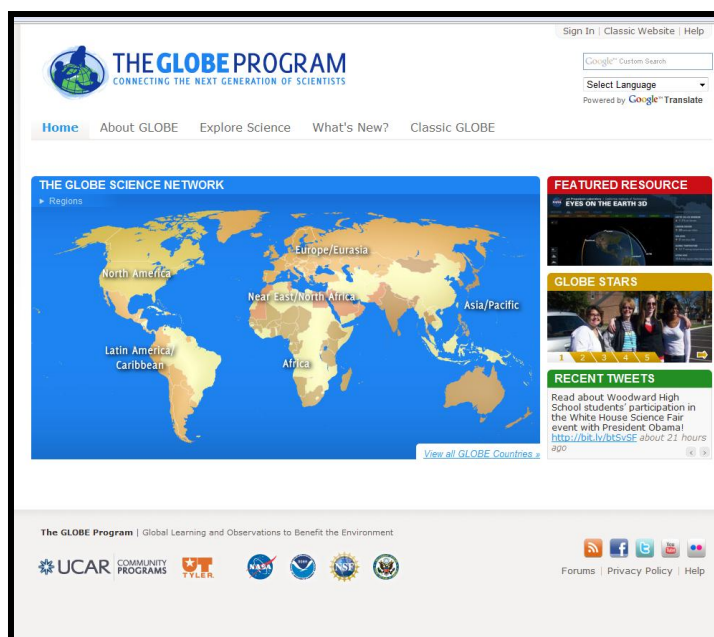 Sign In | Classic Website | Help
THE GLOBE PROGRAM
CONNECTING THE NEXT GENERATION OF SCIENTISTS
Google™ Custom Search
Select Language
Powered by Google™ Translate
Home About GLOBE Explore Science What's New? Classic GLOBE
THE GLOBE SCIENCE NETWORK
Regions
North America
Europe/Eurasia
Near East/North Africa
Asia/Pacific
Latin America/
Caribbean
Africa
View all GLOBE Countries »
FEATURED RESOURCE
EYES ON THE EARTH 3D
GLOBE STARS
1 2 3 4 5
RECENT TWEETS
Read about Woodward High
School students' participation in
the White House Science Fair
event with President Obama!
http://bit.ly/btSvSF about 21 hours
ago
The GLOBE Program | Global Learning and Observations to Benefit the Environment
UCAR COMMUNITY
PROGRAMS
UT
TYLER
NASA
NSF
You
Tube
Forums | Privacy Policy | Help